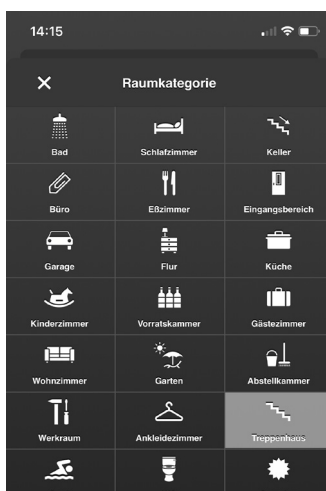 14:15
Raumkategorie
Bad Schlafzimmer Keller
Büro Eßzimmer Eingangsbereich
Garage Flur Küche
Kinderzimmer Vorratskammer Gästezimmer
Wohnzimmer Garten Abstellkammer
Werkraum Ankleidezimmer Treppenhaus